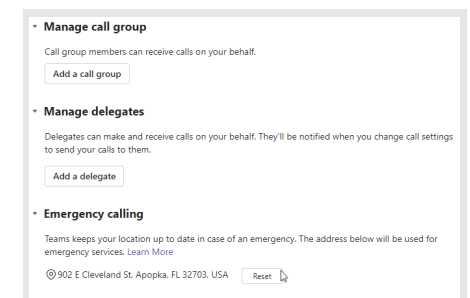 Manage call group
Call group members can receive calls on your behalf.
Add a call group
Manage delegates
Delegates can make and receive calls on your behalf. They'll be notified when you change call settings
to send your calls to them.
Add a delegate
Emergency calling
Teams keeps your location up to date in case of an emergency. The address below will be used for
emergency services. Learn More
902 E Cleveland St, Apopka, FL 32703, USA Reset